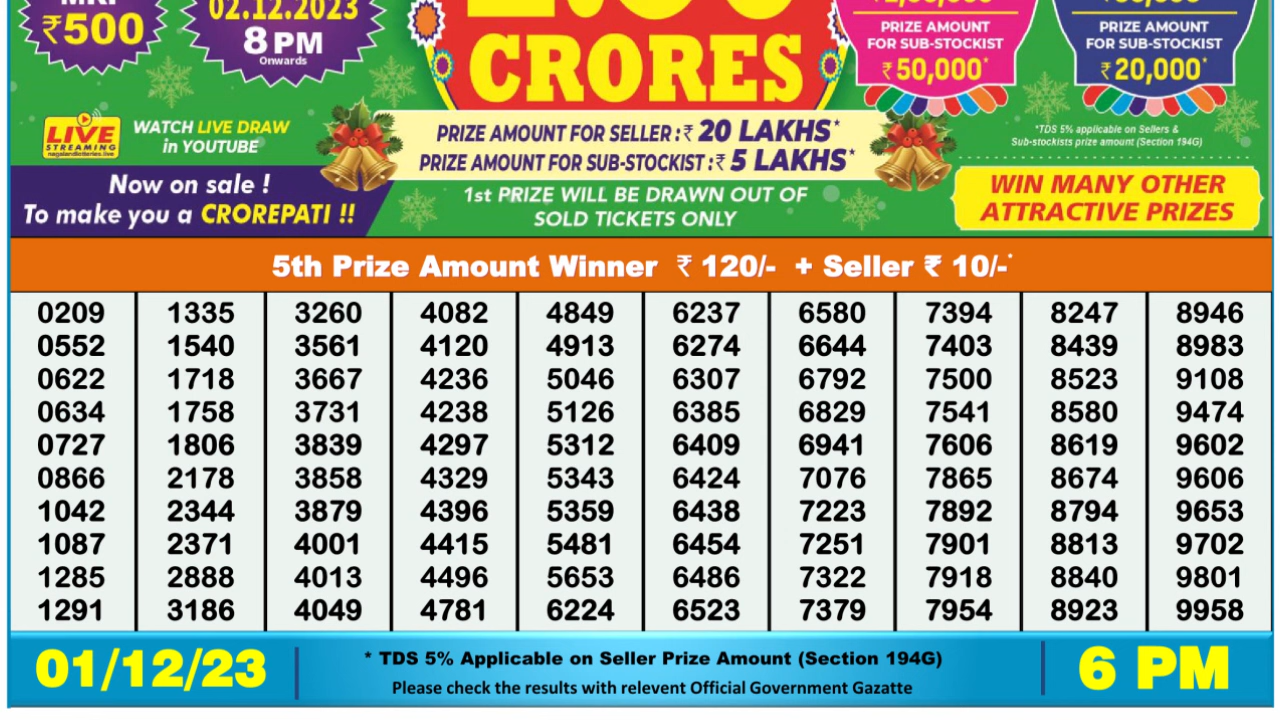 ₹500
02.12.2023
8 PM
Onwards
CRORES
PRIZE AMOUNT
FOR SUB-STOCKIST
₹50,000*
PRIZE AMOUNT
FOR SUB-STOCKIST
₹20,000*
LIVE
STREAMING
nagalandlotteries.live
WATCH LIVE DRAW
in YOUTUBE
PRIZE AMOUNT FOR SELLER :₹ 20 LAKHS*
PRIZE AMOUNT FOR SUB-STOCKIST :₹ 5 LAKHS*
*TDS 5% applicable on Sellers &
Sub-stockists prize amount (Section 194G)
Now on sale !
To make you a CROREPATI !!
1st PRIZE WILL BE DRAWN OUT OF
SOLD TICKETS ONLY
WIN MANY OTHER
ATTRACTIVE PRIZES
5th Prize Amount Winner ₹ 120/- + Seller ₹ 10/-*
0209 1335 3260 4082 4849 6237 6580 7394 8247 8946
0552 1540 3561 4120 4913 6274 6644 7403 8439 8983
0622 1718 3667 4236 5046 6307 6792 7500 8523 9108
0634 1758 3731 4238 5126 6385 6829 7541 8580 9474
0727 1806 3839 4297 5312 6409 6941 7606 8619 9602
0866 2178 3858 4329 5343 6424 7076 7865 8674 9606
1042 2344 3879 4396 5359 6438 7223 7892 8794 9653
1087 2371 4001 4415 5481 6454 7251 7901 8813 9702
1285 2888 4013 4496 5653 6486 7322 7918 8840 9801
1291 3186 4049 4781 6224 6523 7379 7954 8923 9958
01/12/23
* TDS 5% Applicable on Seller Prize Amount (Section 194G)
Please check the results with relevent Official Government Gazatte
6 PM